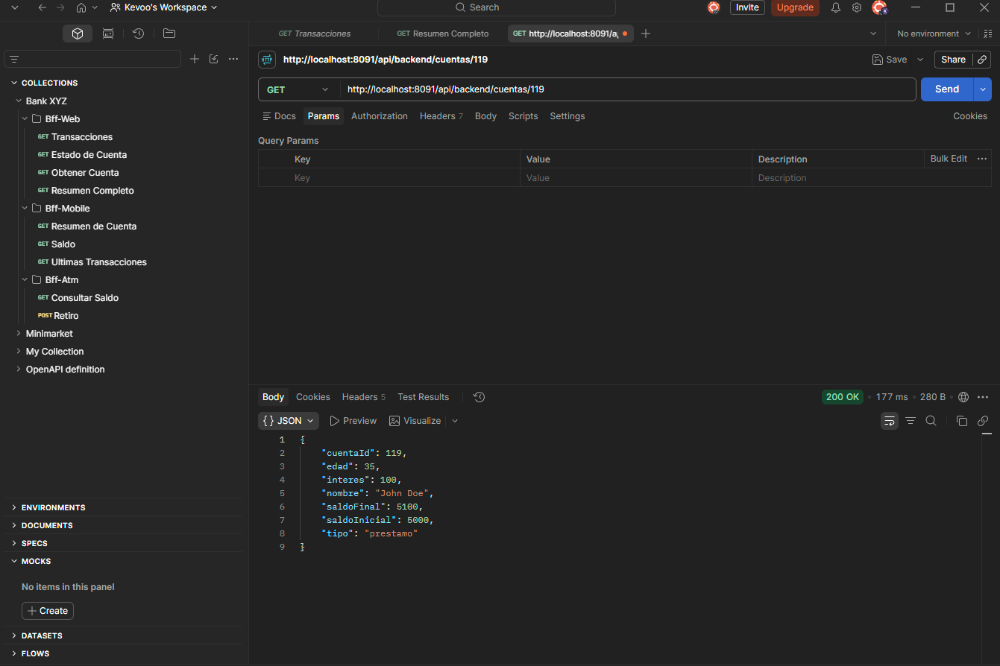 Kevoo's Workspace
Search
Invite
Upgrade
K
GET Transacciones
GET Resumen Completo
GET http://localhost:8091/a
No environment
HTTP
http://localhost:8091/api/backend/cuentas/119
Save
Share
COLLECTIONS
Bank XYZ
Bff-Web
GET Transacciones
GET Estado de Cuenta
GET Obtener Cuenta
GET Resumen Completo
Bff-Mobile
GET Resumen de Cuenta
GET Saldo
GET Ultimas Transacciones
Bff-Atm
GET Consultar Saldo
POST Retiro
Minimarket
My Collection
OpenAPI definition
ENVIRONMENTS
DOCUMENTS
SPECS
MOCKS
No items in this panel
Create
DATASETS
FLOWS
GET
http://localhost:8091/api/backend/cuentas/119
Send
Docs Params Authorization Headers 7 Body Scripts Settings
Cookies
Query Params
Key Value Description Bulk Edit
Key Value Description
Body Cookies Headers 5 Test Results
200 OK • 177 ms • 280 B
{} JSON Preview Visualize
1 {
2 "cuentaId": 119,
3 "edad": 35,
4 "interes": 100,
5 "nombre": "John Doe",
6 "saldoFinal": 5100,
7 "saldoInicial": 5000,
8 "tipo": "prestamo"
9 }